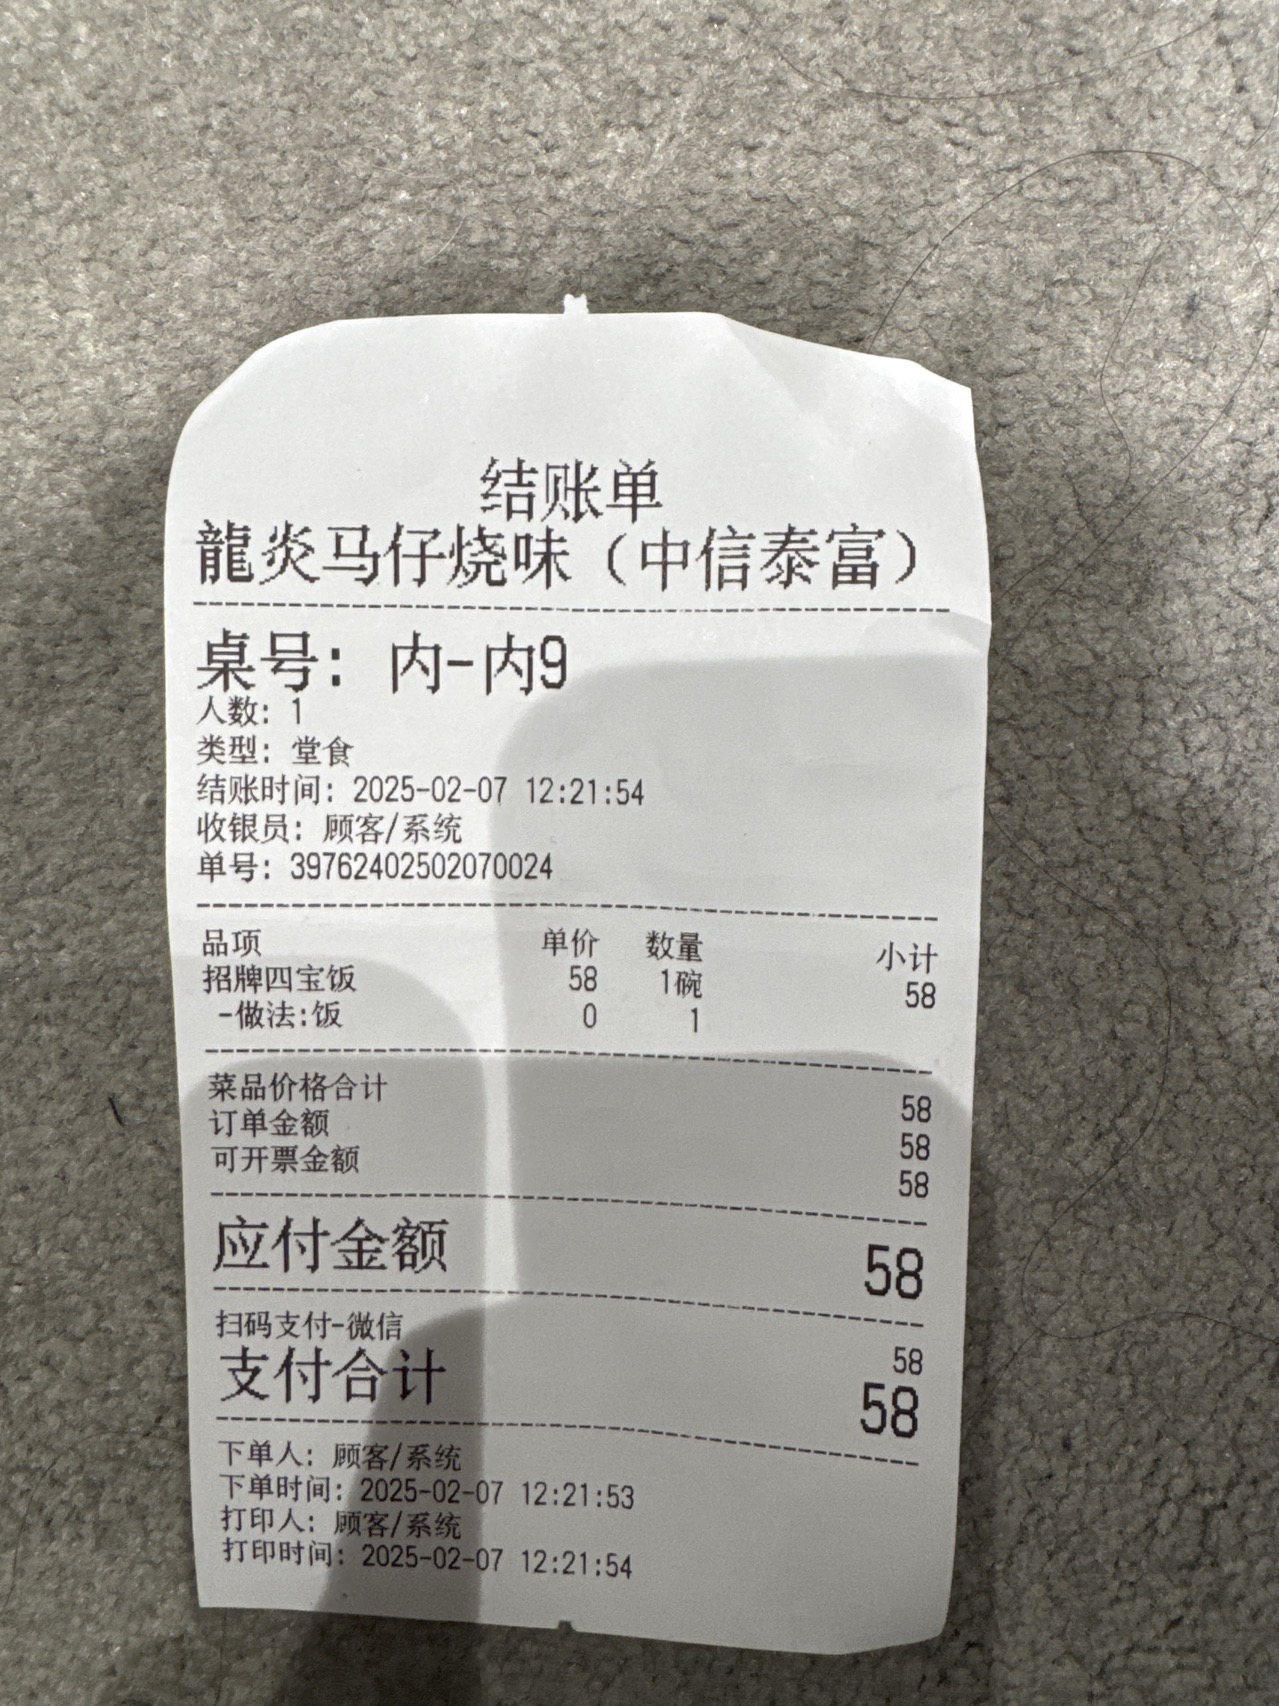 结账单
龍炎马仔烧味（中信泰富）
桌号：内-内9
人数：1
类型：堂食
结账时间：2025-02-07 12:21:54
收银员：顾客/系统
单号：39762402502070024
品项 单价 数量 小计
招牌四宝饭 58 1碗 58
-做法:饭 0 1
菜品价格合计 58
订单金额 58
可开票金额 58
应付金额 58
扫码支付-微信 58
支付合计 58
下单人：顾客/系统
下单时间：2025-02-07 12:21:53
打印人：顾客/系统
打印时间：2025-02-07 12:21:54